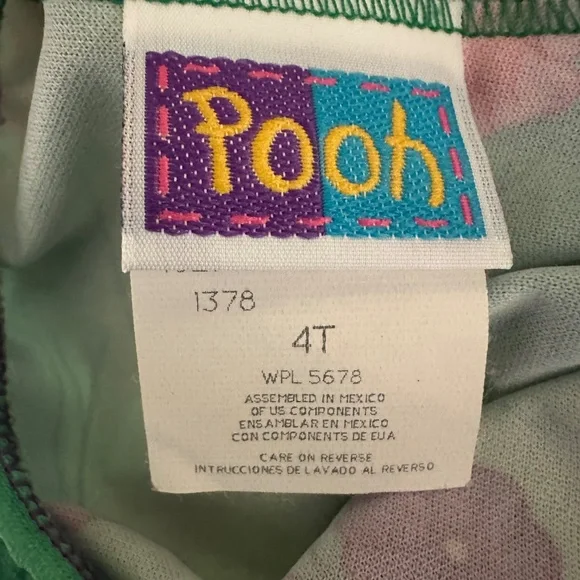 Pooh
1378
4T
WPL 5678
ASSEMBLED IN MEXICO
OF US COMPONENTS
ENSAMBLAR EN MEXICO
CON COMPONENTS DE EUA
CARE ON REVERSE
INTRUCCIONES DE LAVADO AL REVERSO